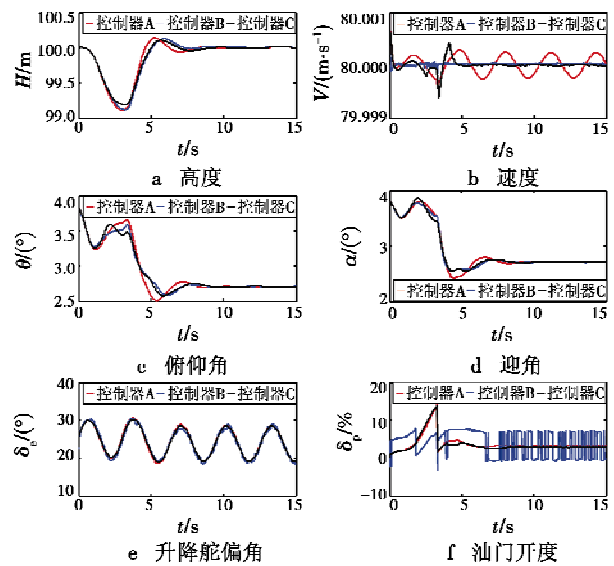 100.5
100.0
99.5
99.0
H/m
控制器A 控制器B 控制器C
0 5 10 15
t/s
a 高度
80.001
80.000
79.999
V/(m·s⁻¹)
控制器A 控制器B 控制器C
0 5 10 15
t/s
b 速度
4.0
3.5
3.0
2.5
θ/(°)
控制器A 控制器B 控制器C
0 5 10 15
t/s
c 俯仰角
4
3
2
α/(°)
控制器A 控制器B 控制器C
0 5 10 15
t/s
d 迎角
40
30
20
10
δe/(°)
控制器A 控制器B 控制器C
0 5 10 15
t/s
e 升降舵偏角
20
10
0
−10
δp/%
控制器A 控制器B 控制器C
0 5 10 15
t/s
f 油门开度